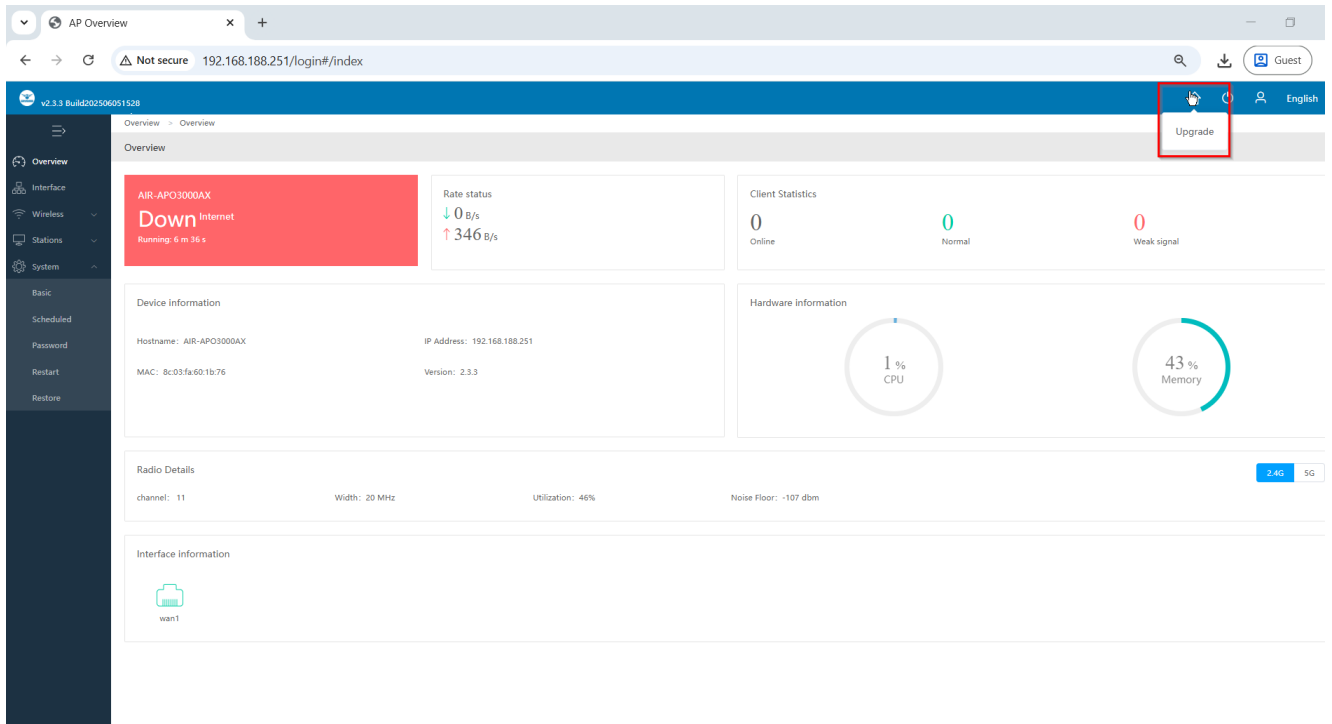 AP Overview
Not secure 192.168.188.251/login#/index Guest
v2.3.3 Build202506051528 English
Upgrade
Overview > Overview
Overview
Overview
Interface
Wireless
Stations
System
Basic
Scheduled
Password
Restart
Restore
AIR-APO3000AX
Down Internet
Running: 6 m 36 s
Rate status
↓ 0 B/s
↑ 346 B/s
Client Statistics
0 0 0
Online Normal Weak signal
Device information
Hostname: AIR-APO3000AX IP Address: 192.168.188.251
MAC: 8c:03:fa:60:1b:76 Version: 2.3.3
Hardware information
1 % 43 %
CPU Memory
Radio Details 2.4G 5G
channel: 11 Width: 20 MHz Utilization: 46% Noise Floor: -107 dbm
Interface information
wan1